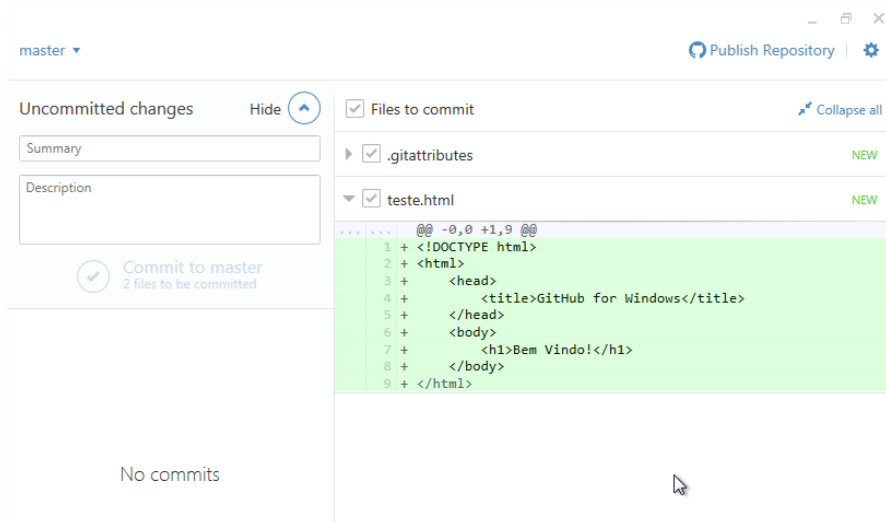 master
Publish Repository
Uncommitted changes
Hide
Summary
Description
Commit to master
2 files to be committed
No commits
Files to commit
Collapse all
.gitattributes
NEW
teste.html
NEW
... ... @@ -0,0 +1,9 @@
1 + <!DOCTYPE html>
2 + <html>
3 +     <head>
4 +         <title>GitHub for Windows</title>
5 +     </head>
6 +     <body>
7 +         <h1>Bem Vindo!</h1>
8 +     </body>
9 + </html>